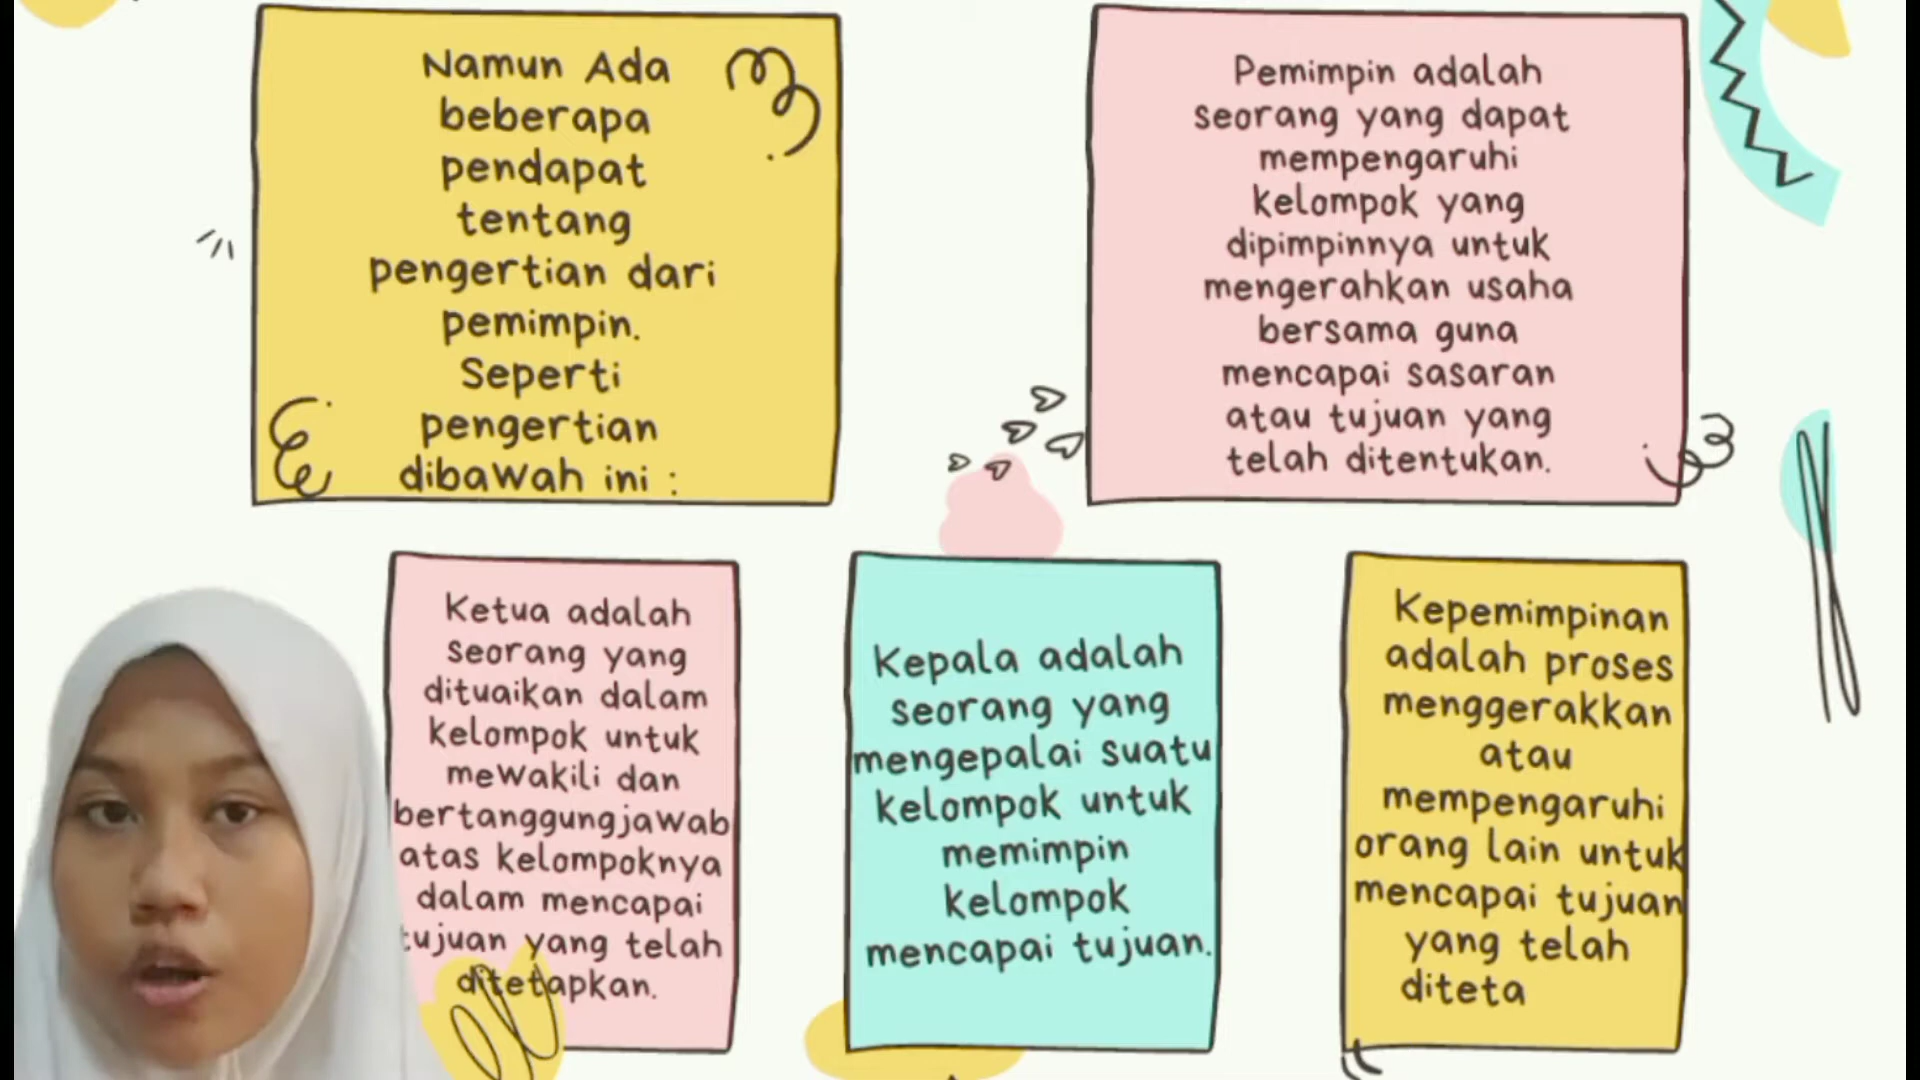 Namun Ada
beberapa
pendapat
tentang
pengertian dari
pemimpin.
Seperti
pengertian
dibawah ini :
Pemimpin adalah
seorang yang dapat
mempengaruhi
kelompok yang
dipimpinnya untuk
mengerahkan usaha
bersama guna
mencapai sasaran
atau tujuan yang
telah ditentukan.
Ketua adalah
seorang yang
dituaikan dalam
kelompok untuk
mewakili dan
bertanggungjawab
atas kelompoknya
dalam mencapai
tujuan yang telah
ditetapkan.
Kepala adalah
seorang yang
mengepalai suatu
kelompok untuk
memimpin
kelompok
mencapai tujuan.
Kepemimpinan
adalah proses
menggerakkan
atau
mempengaruhi
orang lain untuk
mencapai tujuan
yang telah
diteta